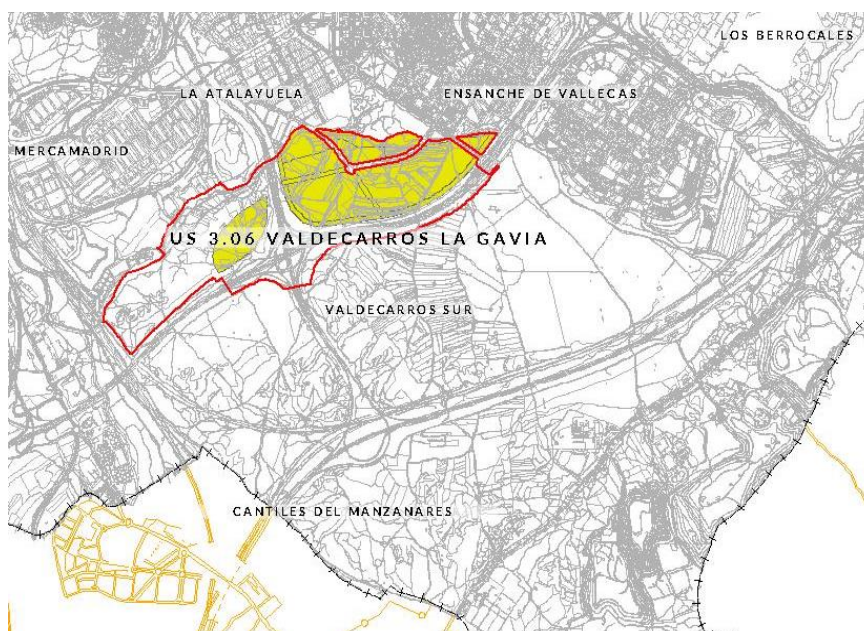 LOS BERROCALES
LA ATALAYUELA
ENSANCHE DE VALLECAS
MERCAMADRID
US 3.06 VALDECARROS LA GAVIA
VALDECARROS SUR
CANTILES DEL MANZANARES